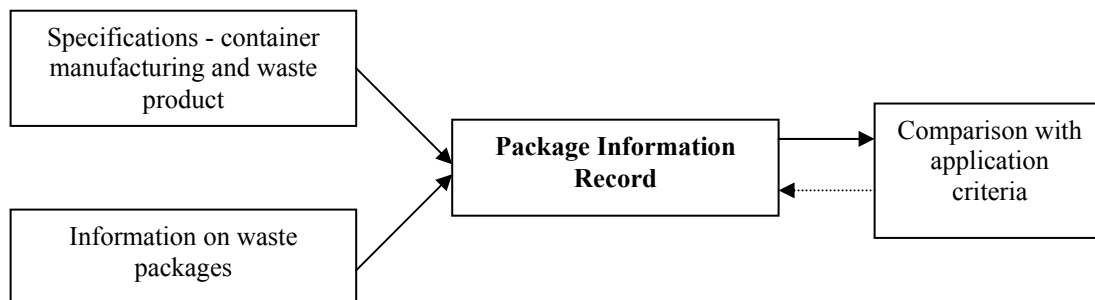 Specifications - container
manufacturing and waste
product
Package Information
Record
Comparison with
application
criteria
Information on waste
packages